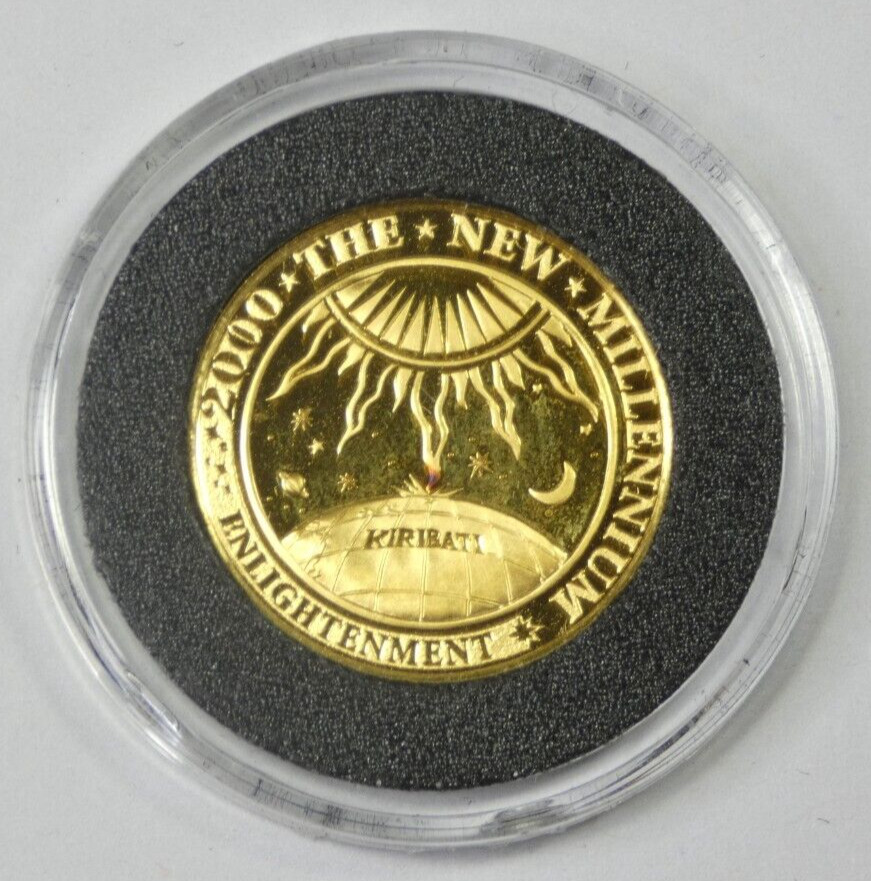 2000 ★ THE ★ NEW ★ MILLENNIUM
KIRIBATI
ENLIGHTENMENT